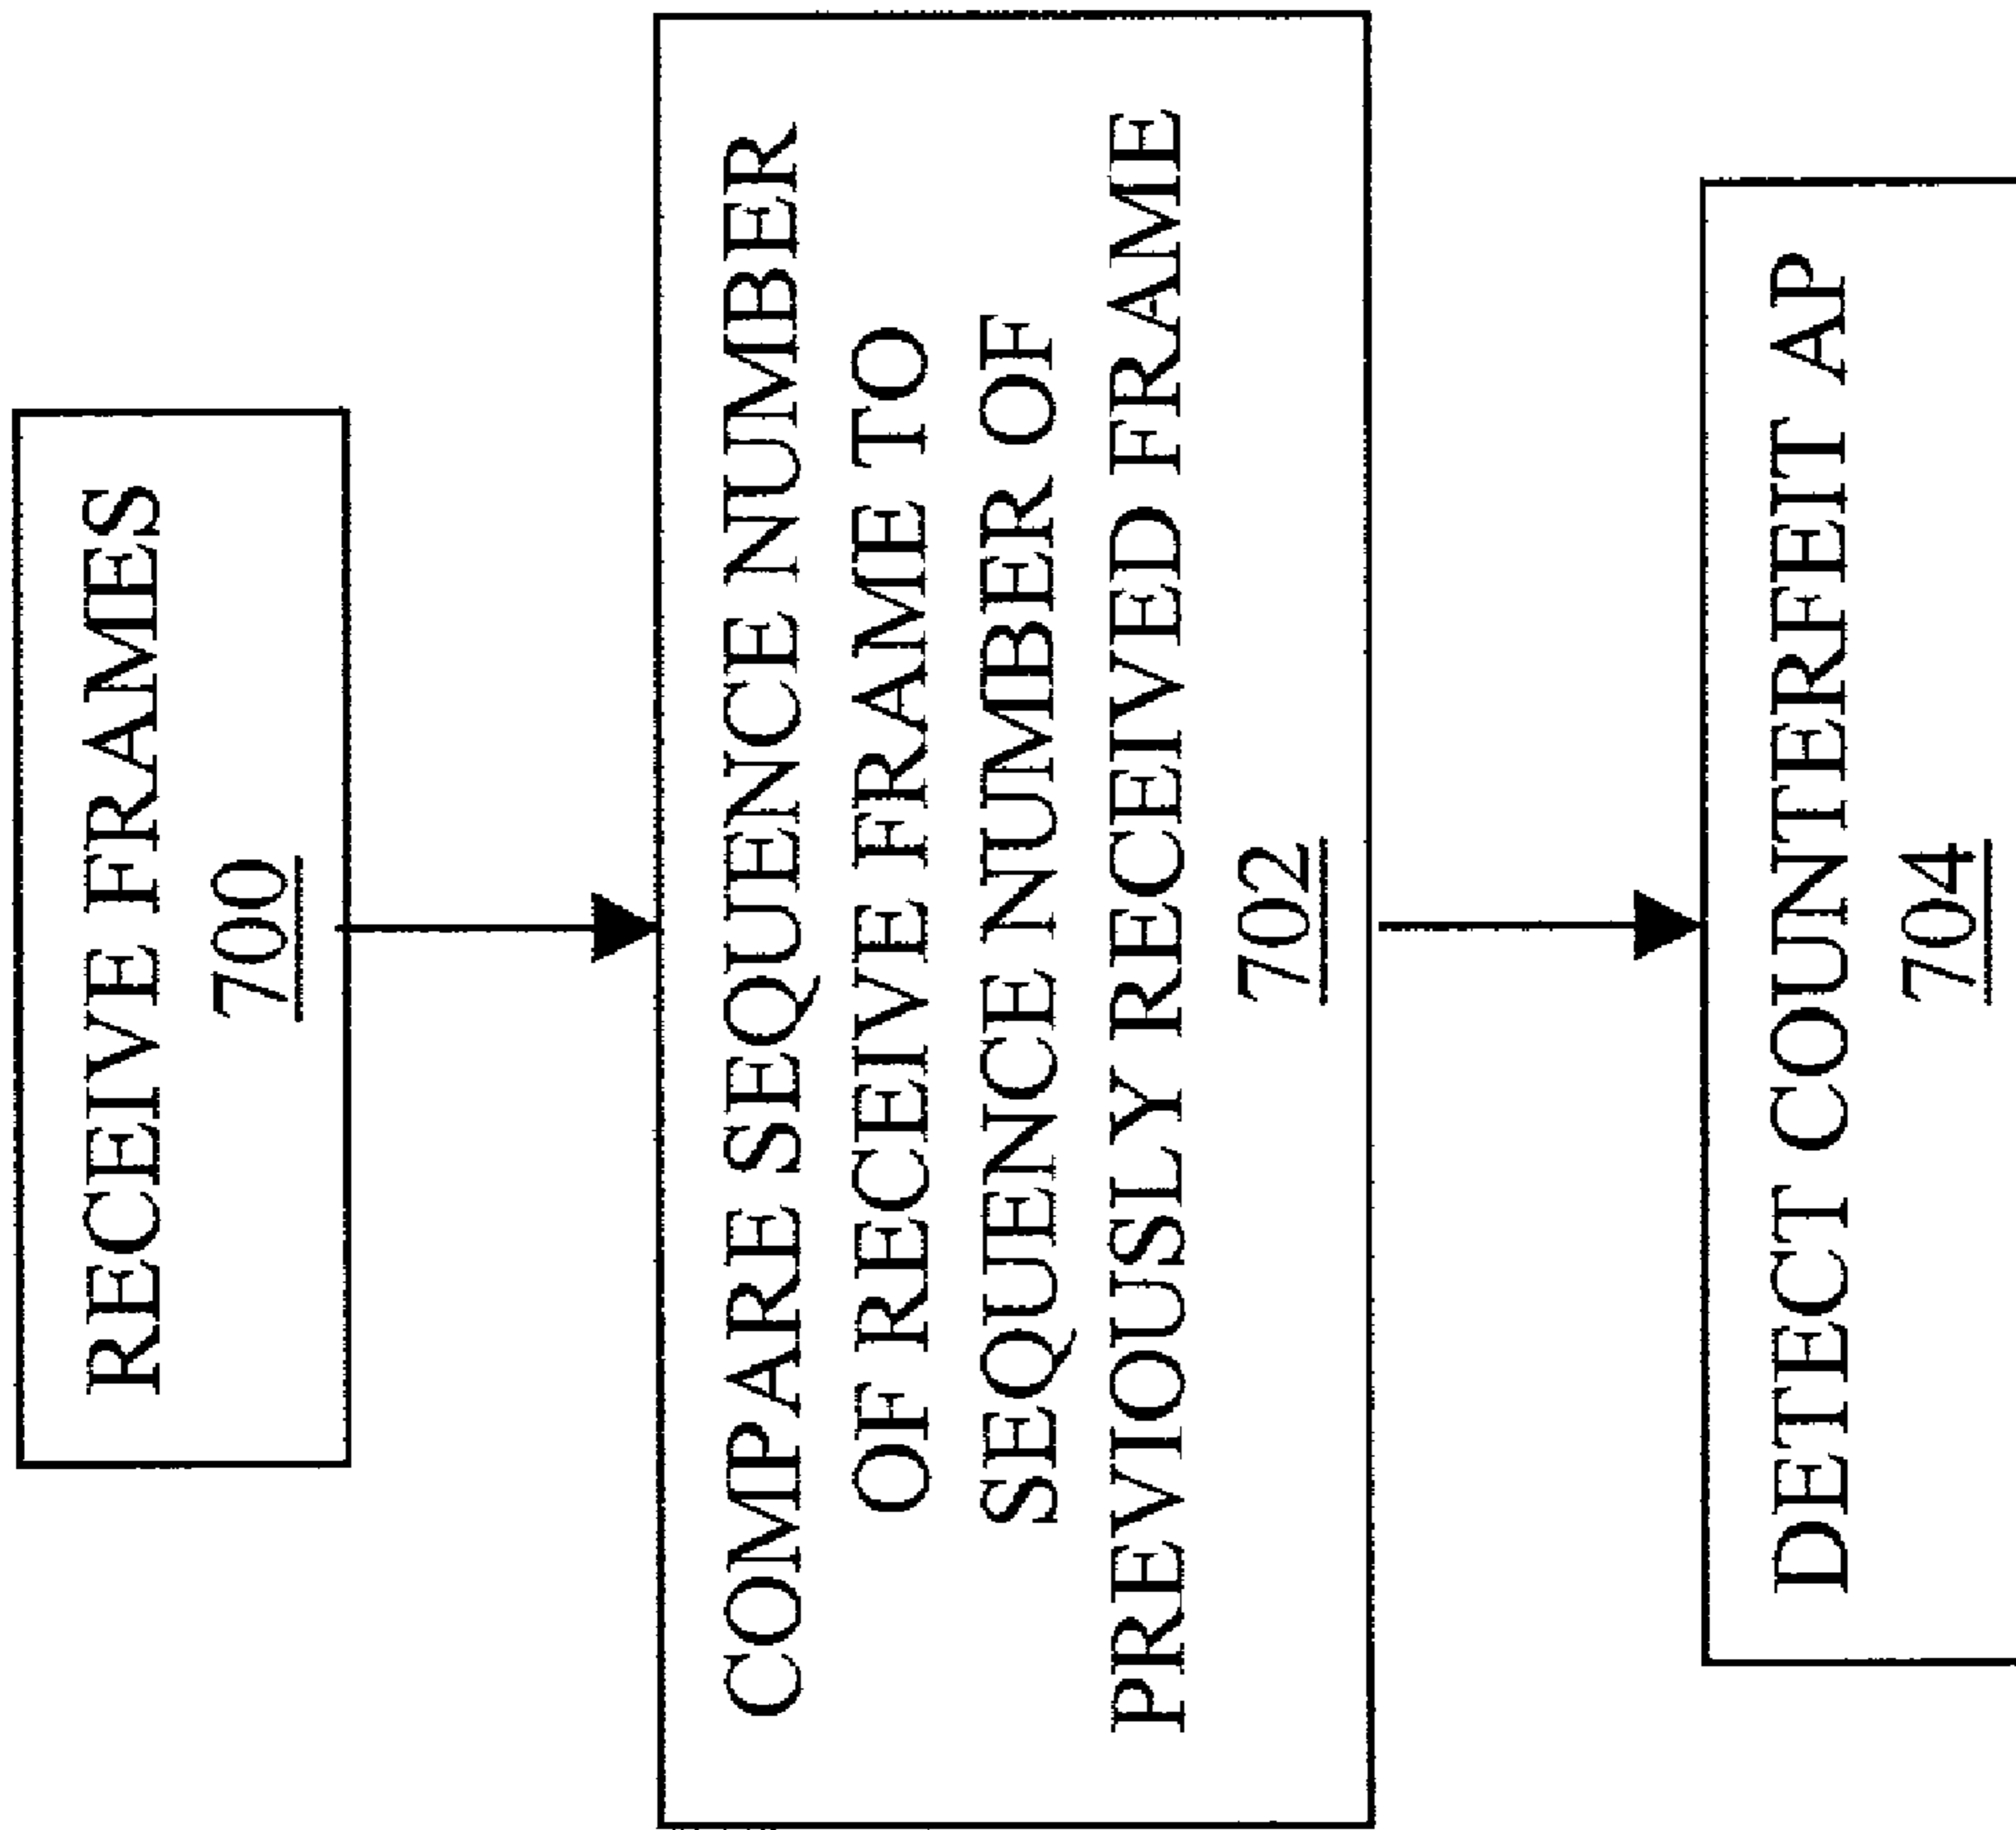 RECEIVE FRAMES
700
COMPARE SEQUENCE NUMBER
OF RECEIVE FRAME TO
SEQUENCE NUMBER OF
PREVIOUSLY RECEIVED FRAME
702
DETECT COUNTERFEIT AP
704